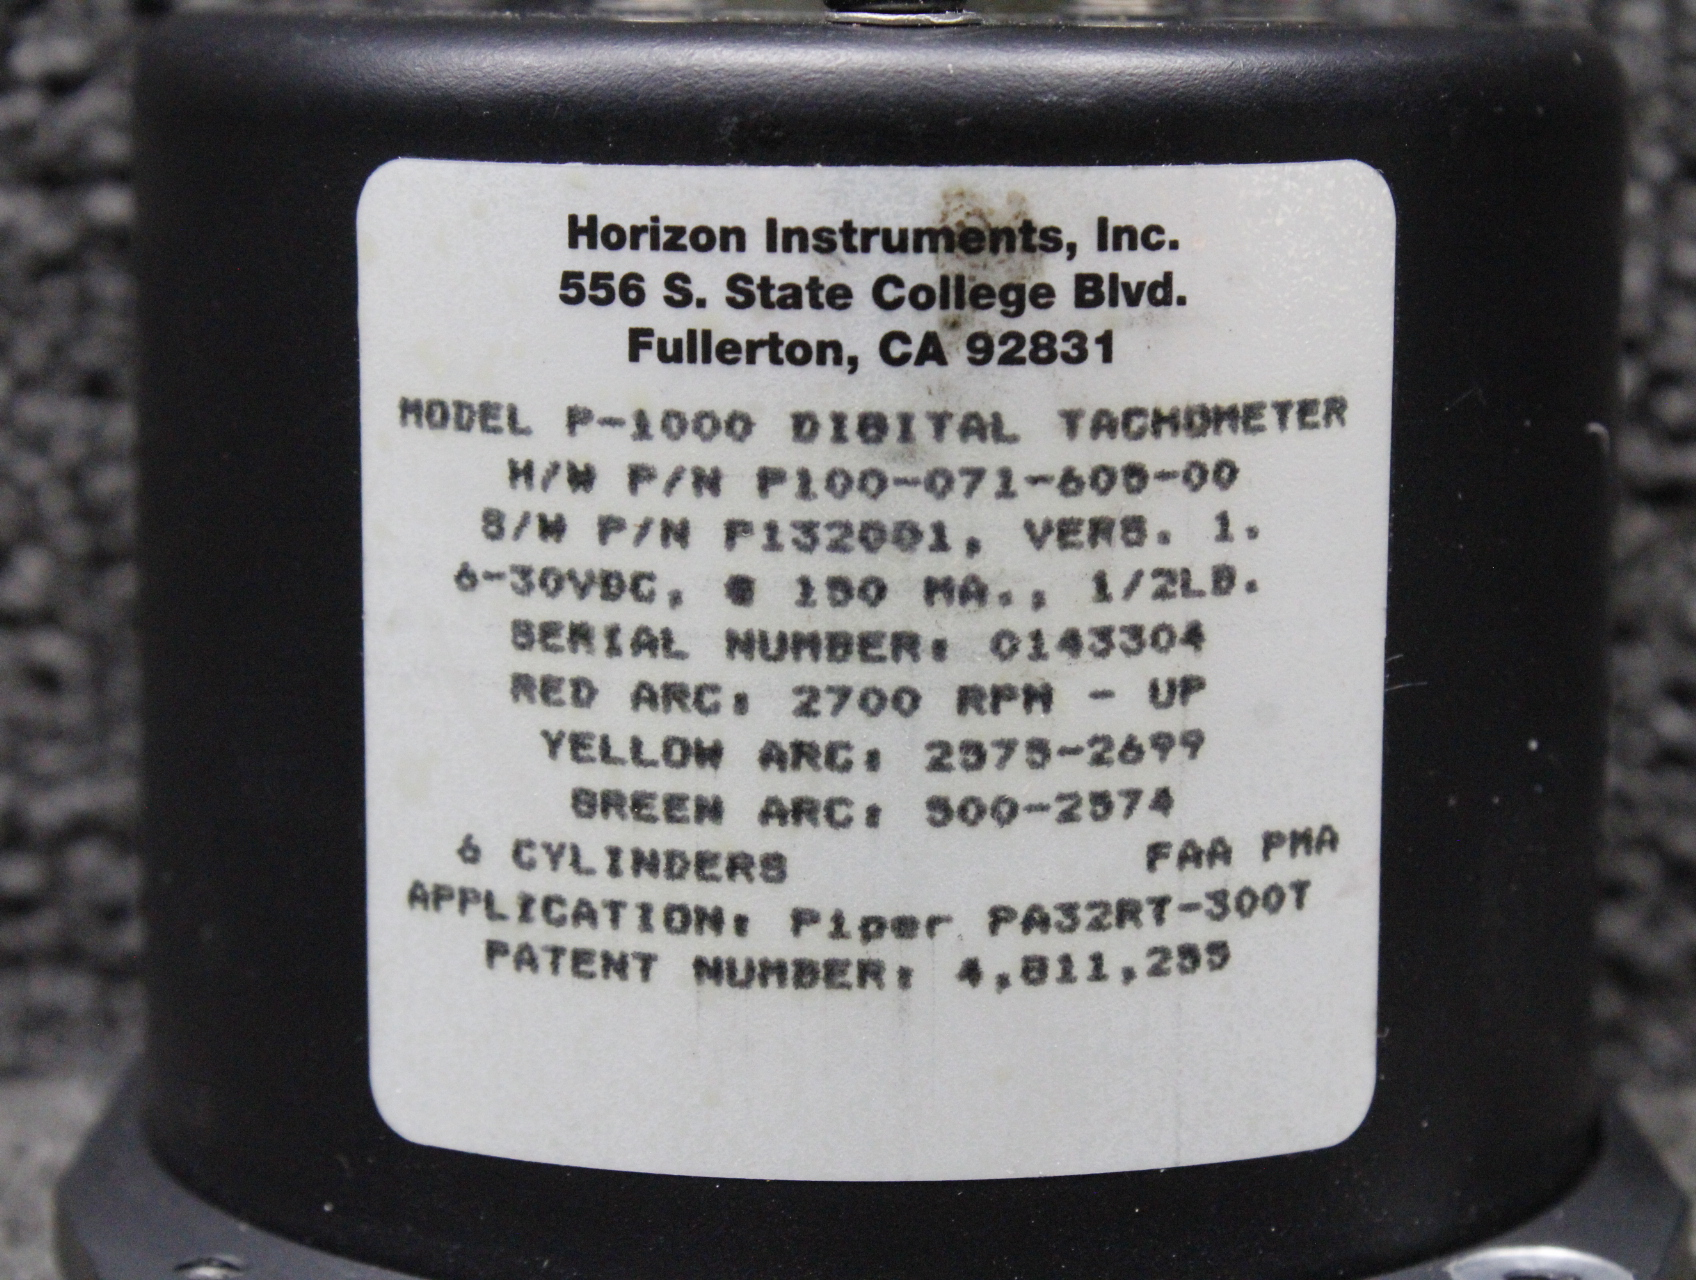 Horizon Instruments, Inc.
556 S. State College Blvd.
Fullerton, CA 92831
MODEL P-1000 DIGITAL TACHOMETER
H/W P/N P100-071-605-00
S/W P/N P132001, VERS. 1.
6-30VDC, @ 150 MA., 1/2LB.
SERIAL NUMBER: 0143304
RED ARC: 2700 RPM - UP
YELLOW ARC: 2575-2699
GREEN ARC: 500-2574
6 CYLINDERS FAA PMA
APPLICATION: Piper PA32RT-300T
PATENT NUMBER: 4,811,255